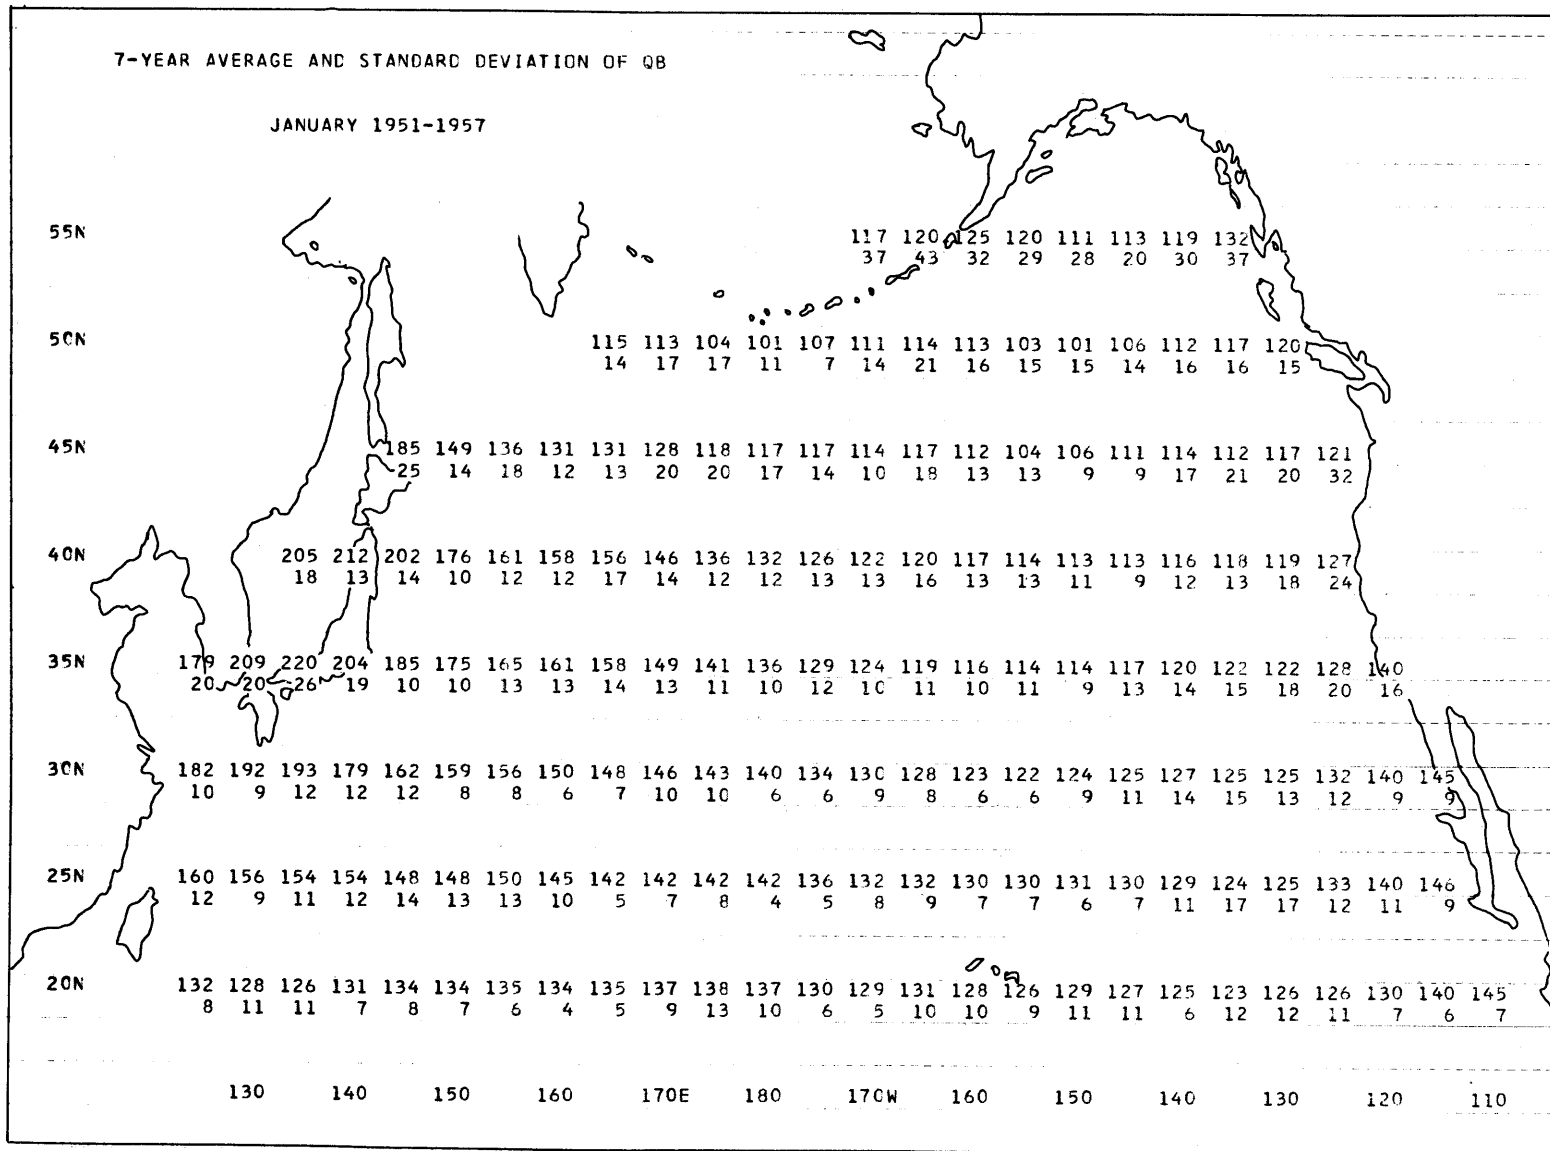 7-YEAR AVERAGE AND STANDARD DEVIATION OF QB
JANUARY 1951-1957
55N 117 120 125 120 111 113 119 132
37 43 32 29 28 20 30 37
50N 115 113 104 101 107 111 114 113 103 101 106 112 117 120
14 17 17 11 7 14 21 16 15 15 14 16 16 15
45N 185 149 136 131 131 128 118 117 117 114 117 112 104 106 111 114 112 117 121
25 14 18 12 13 20 20 17 14 10 18 13 13 9 9 17 21 20 32
40N 205 212 202 176 161 158 156 146 136 132 126 122 120 117 114 113 113 116 118 119 127
18 13 14 10 12 12 17 14 12 12 13 13 16 13 13 11 9 12 13 18 24
35N 179 209 220 204 185 175 165 161 158 149 141 136 129 124 119 116 114 114 117 120 122 122 128 140
20 20 26 19 10 10 13 13 14 13 11 10 12 10 11 10 11 9 13 14 15 18 20 16
30N 182 192 193 179 162 159 156 150 148 146 143 140 134 130 128 123 122 124 125 127 125 125 132 140 145
10 9 12 12 12 8 8 6 7 10 10 6 6 9 8 6 6 9 11 14 15 13 12 9 9
25N 160 156 154 154 148 148 150 145 142 142 142 142 136 132 132 130 130 131 130 129 124 125 133 140 146
12 9 11 12 14 13 13 10 5 7 8 4 5 8 9 7 7 6 7 11 17 17 12 11 9
20N 132 128 126 131 134 134 135 134 135 137 138 137 130 129 131 128 126 129 127 125 123 126 126 130 140 145
8 11 11 7 8 7 6 4 5 9 13 10 6 5 10 10 9 11 11 6 12 12 11 7 6 7
130 140 150 160 170E 180 170W 160 150 140 130 120 110